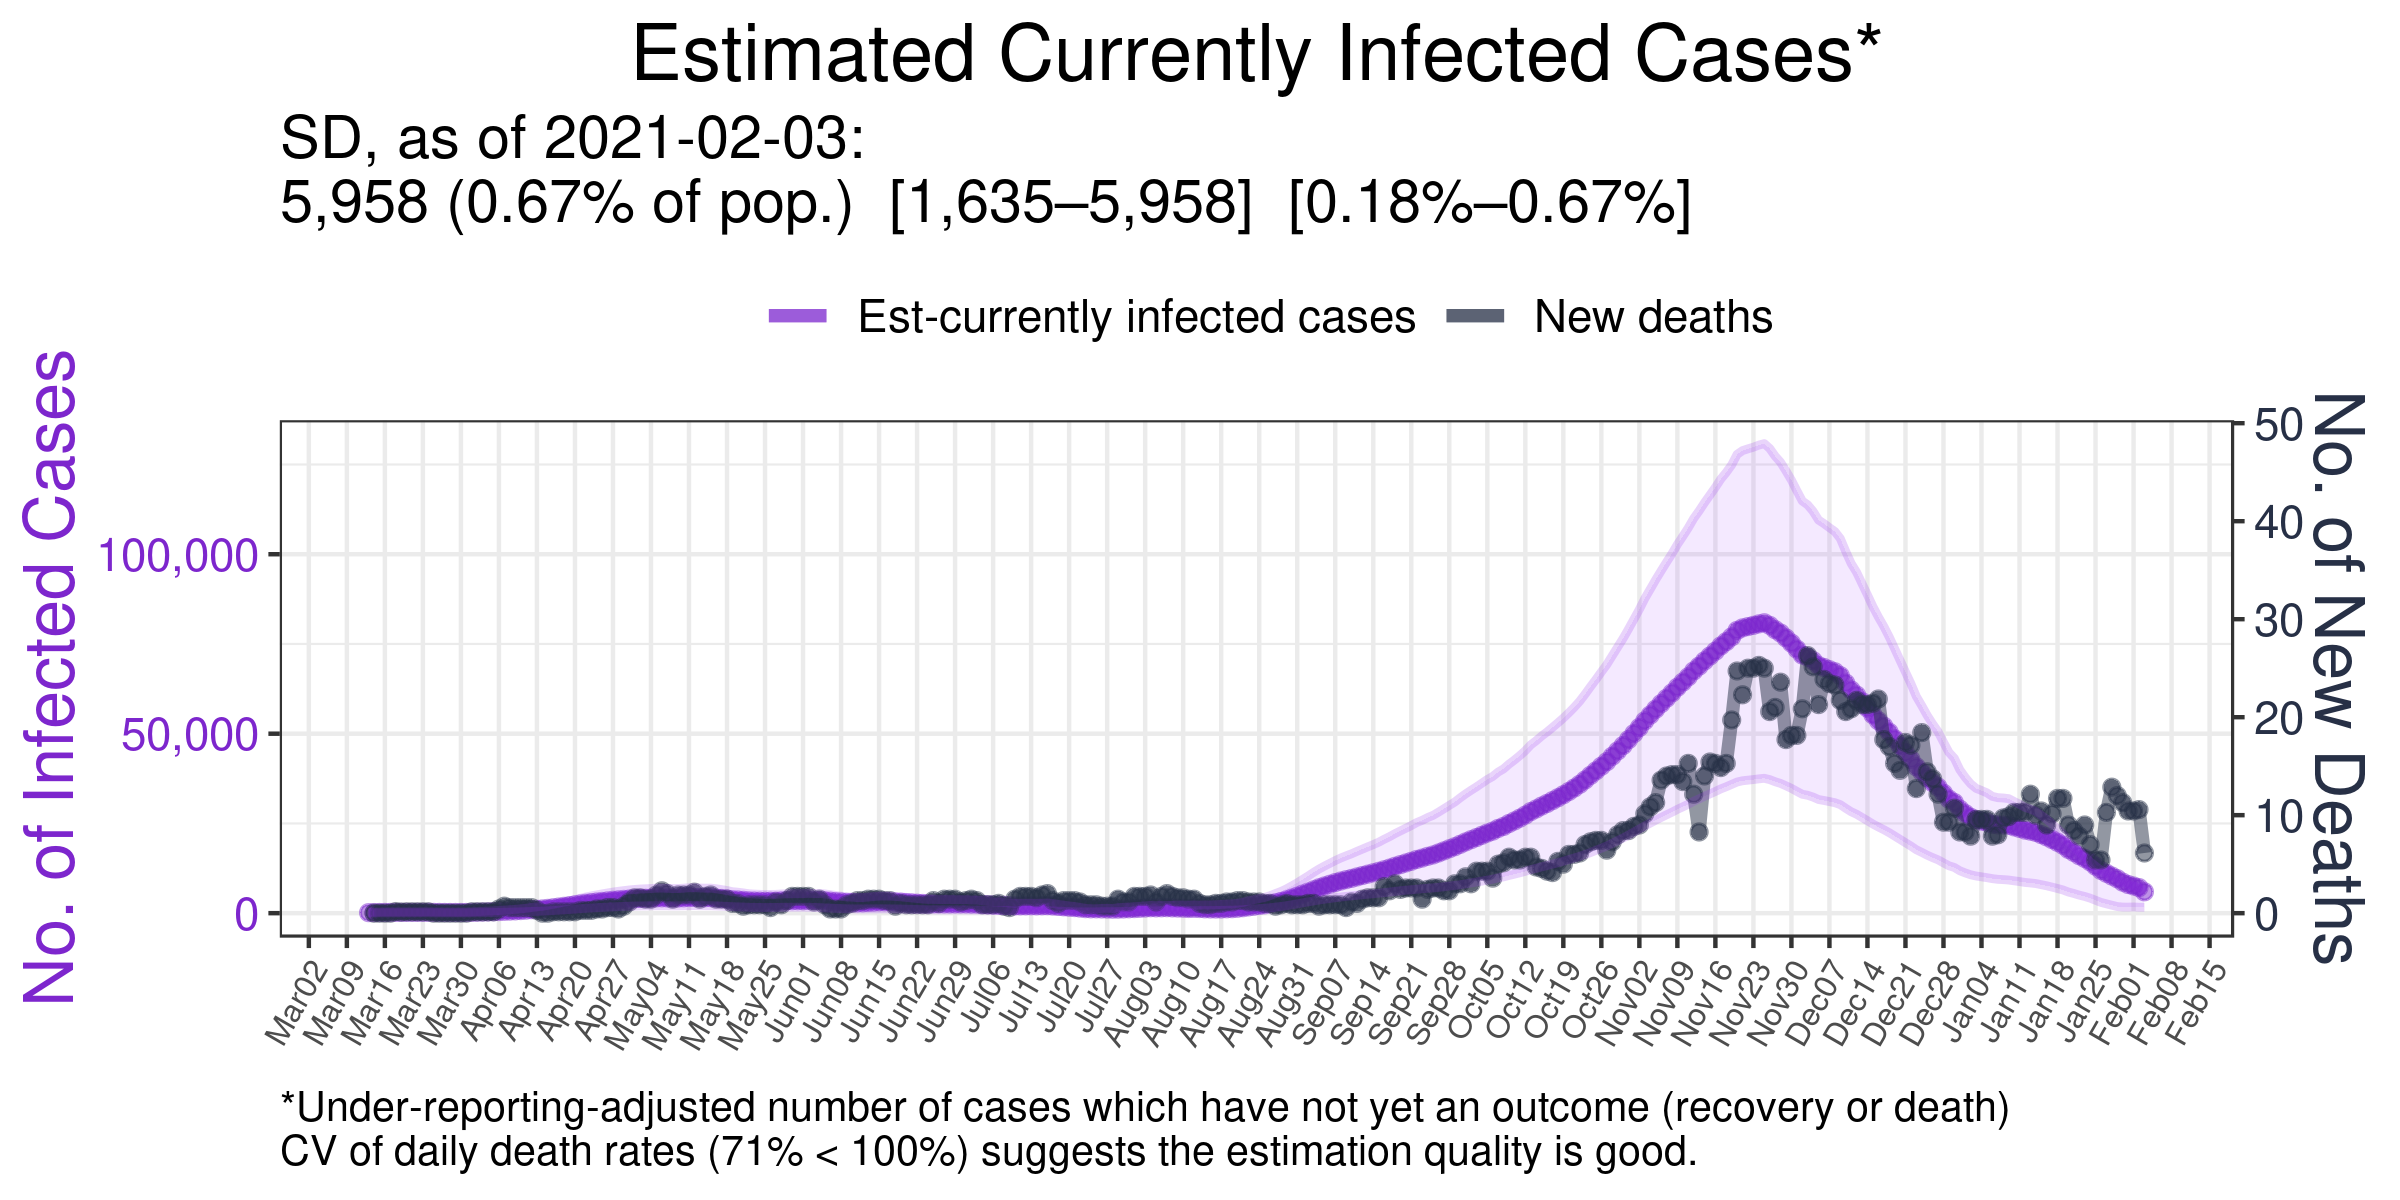 Estimated Currently Infected Cases*
SD, as of 2021-02-03:
5,958 (0.67% of pop.) [1,635–5,958] [0.18%–0.67%]
Est-currently infected cases New deaths
No. of Infected Cases
100,000
50,000
0
50
40
30
20
10
0
No. of New Deaths
Mar02 Mar09 Mar16 Mar23 Mar30 Apr06 Apr13 Apr20 Apr27 May04 May11 May18 May25 Jun01 Jun08 Jun15 Jun22 Jun29 Jul06 Jul13 Jul20 Jul27 Aug03 Aug10 Aug17 Aug24 Aug31 Sep07 Sep14 Sep21 Sep28 Oct05 Oct12 Oct19 Oct26 Nov02 Nov09 Nov16 Nov23 Nov30 Dec07 Dec14 Dec21 Dec28 Jan04 Jan11 Jan18 Jan25 Feb01 Feb08 Feb15
*Under-reporting-adjusted number of cases which have not yet an outcome (recovery or death)
CV of daily death rates (71% < 100%) suggests the estimation quality is good.